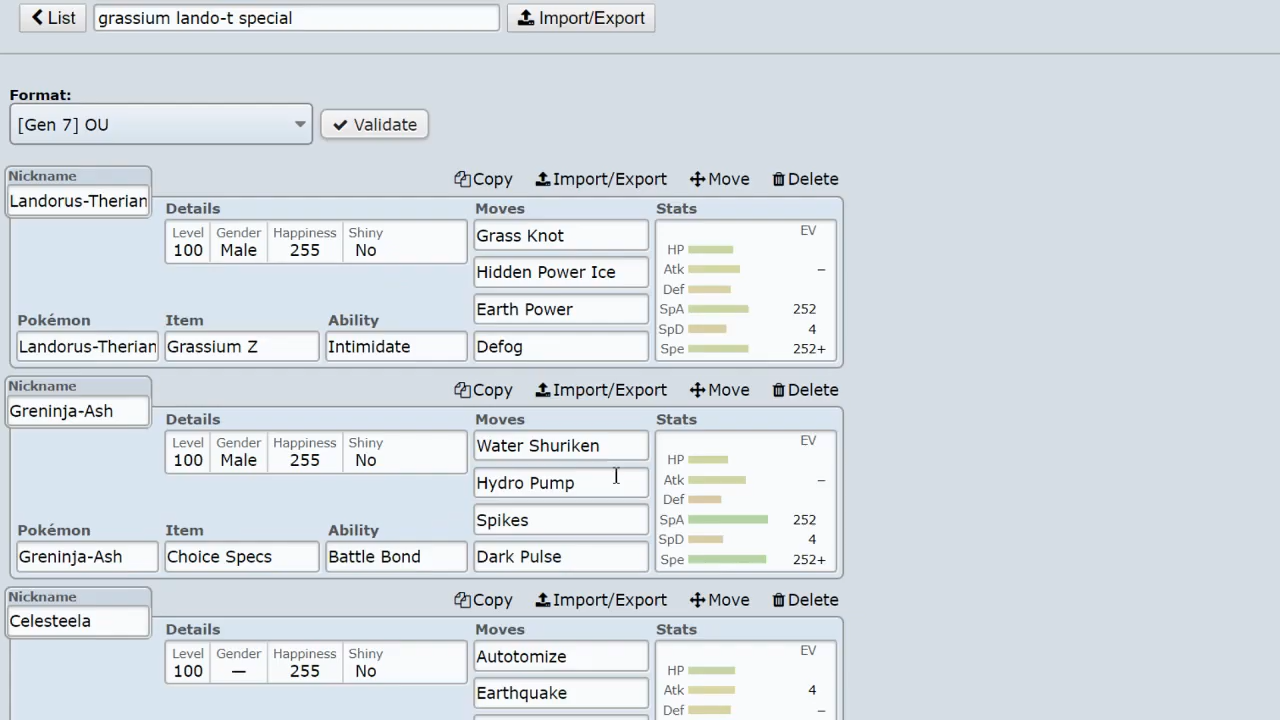 List
grassium lando-t special
Import/Export
Format:
[Gen 7] OU
Validate
Nickname
Landorus-Therian
Copy
Import/Export
Move
Delete
Details
Level
100
Gender
Male
Happiness
255
Shiny
No
Pokémon
Landorus-Therian
Item
Grassium Z
Ability
Intimidate
Moves
Grass Knot
Hidden Power Ice
Earth Power
Defog
Stats
EV
HP
Atk –
Def
SpA 252
SpD 4
Spe 252+
Nickname
Greninja-Ash
Copy
Import/Export
Move
Delete
Details
Level
100
Gender
Male
Happiness
255
Shiny
No
Pokémon
Greninja-Ash
Item
Choice Specs
Ability
Battle Bond
Moves
Water Shuriken
Hydro Pump
Spikes
Dark Pulse
Stats
EV
HP
Atk –
Def
SpA 252
SpD 4
Spe 252+
Nickname
Celesteela
Copy
Import/Export
Move
Delete
Details
Level
100
Gender
—
Happiness
255
Shiny
No
Moves
Autotomize
Earthquake
Stats
EV
HP
Atk 4
Def –